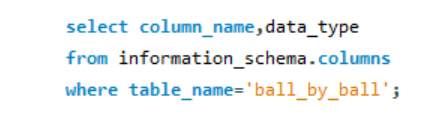 select column_name,data_type
from information_schema.columns
where table_name='ball_by_ball';